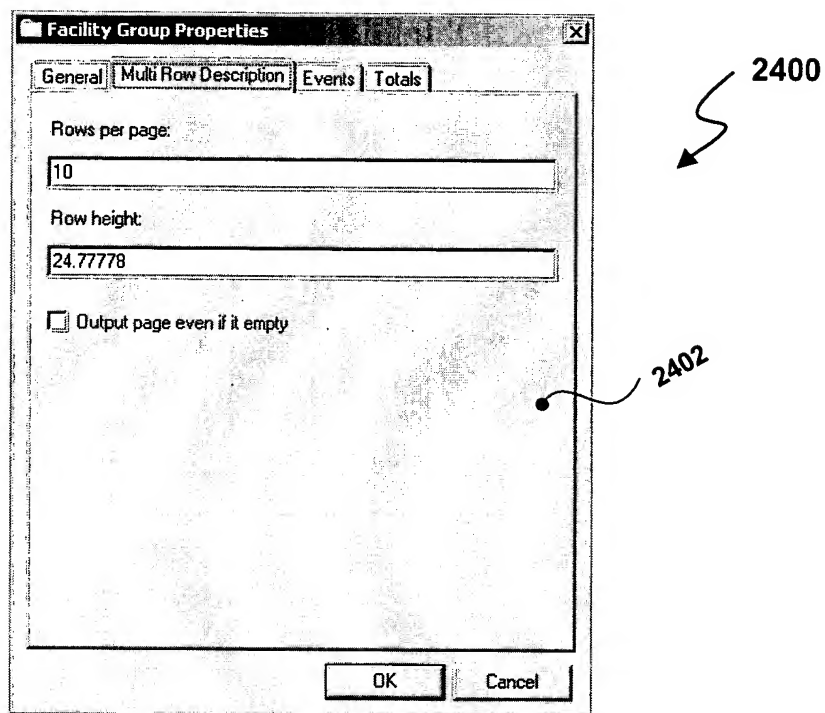 Facility Group Properties
General Multi Row Description Events Totals
2400
Rows per page:
10
Row height:
24.77778
Output page even if it empty
2402
OK Cancel